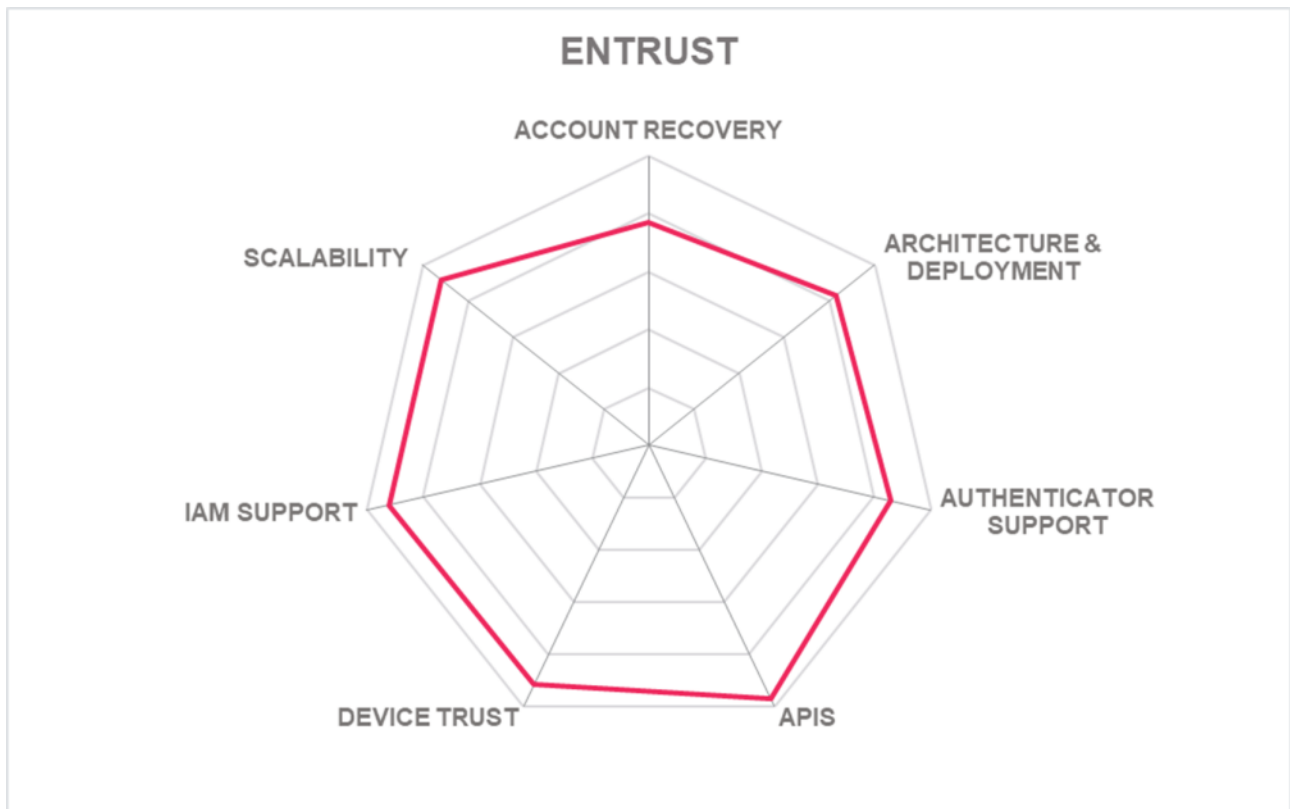 ENTRUST
ACCOUNT RECOVERY
ARCHITECTURE &
DEPLOYMENT
SCALABILITY
AUTHENTICATOR
SUPPORT
IAM SUPPORT
DEVICE TRUST
APIS